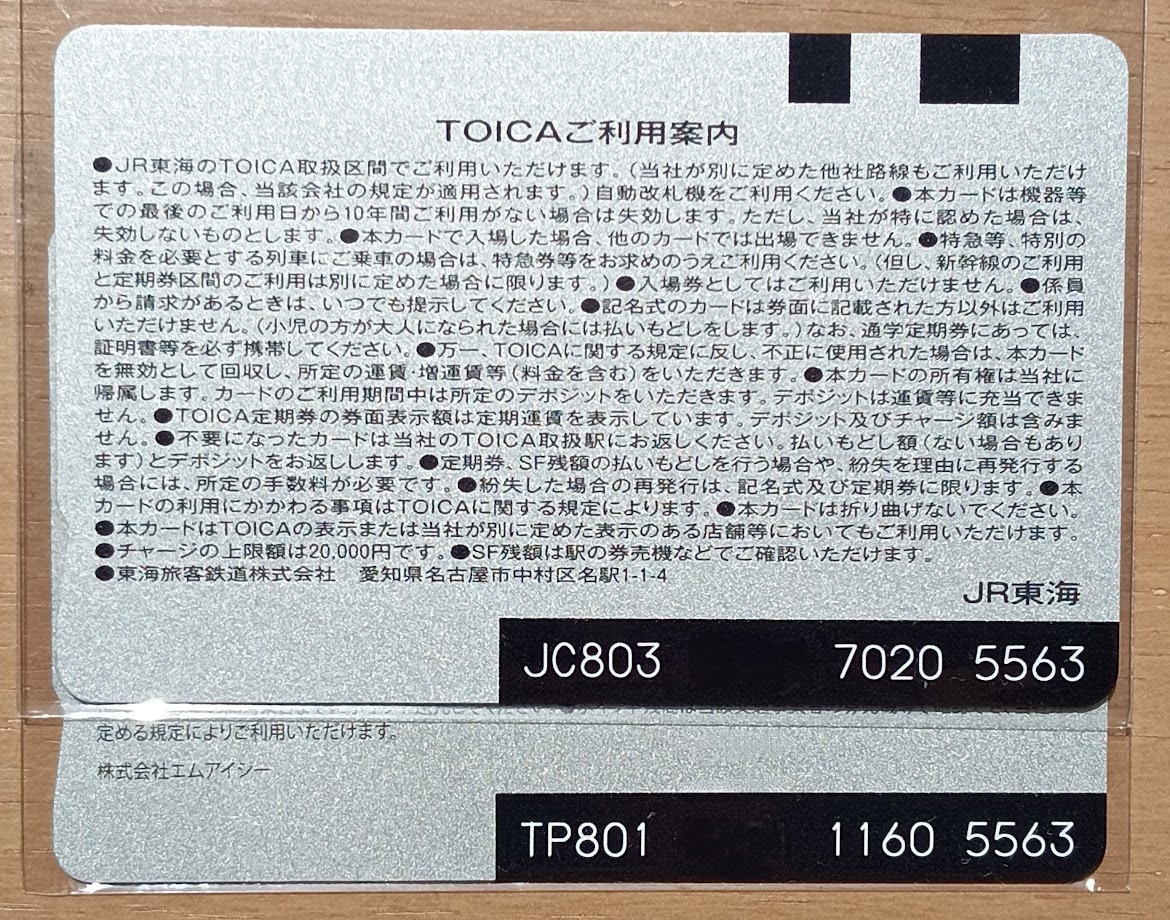 TOICAご利用案内
●JR東海のTOICA取扱区間でご利用いただけます。（当社が別に定めた他社路線もご利用いただけ
ます。この場合、当該会社の規定が適用されます。）自動改札機をご利用ください。●本カードは機器等
での最後のご利用日から10年間ご利用がない場合は失効します。ただし、当社が特に認めた場合は、
失効しないものとします。●本カードで入場した場合、他のカードでは出場できません。●特急等、特別の
料金を必要とする列車にご乗車の場合は、特急券等をお求めのうえご利用ください。（但し、新幹線のご利用
と定期券区間のご利用は別に定めた場合に限ります。）●入場券としてはご利用いただけません。●係員
から請求があるときは、いつでも提示してください。●記名式のカードは券面に記載された方以外はご利用
いただけません。（小児の方が大人になられた場合には払いもどしをします。）なお、通学定期券にあっては、
証明書等を必ず携帯してください。●万一、TOICAに関する規定に反し、不正に使用された場合は、本カード
を無効として回収し、所定の運賃・増運賃等（料金を含む）をいただきます。●本カードの所有権は当社に
帰属します。カードのご利用期間中は所定のデポジットをいただきます。デポジットは運賃等に充当できま
せん。●TOICA定期券の券面表示額は定期運賃を表示しています。デポジット及びチャージ額は含みま
せん。●不要になったカードは当社のTOICA取扱駅にお返しください。払いもどし額（ない場合もあり
ます）とデポジットをお返しします。●定期券、SF残額の払いもどしを行う場合や、紛失を理由に再発行する
場合には、所定の手数料が必要です。●紛失した場合の再発行は、記名式及び定期券に限ります。●本
カードの利用にかかわる事項はTOICAに関する規定によります。●本カードは折り曲げないでください。
●本カードはTOICAの表示または当社が別に定めた表示のある店舗等においてもご利用いただけます。
●チャージの上限額は20,000円です。●SF残額は駅の券売機などでご確認いただけます。
●東海旅客鉄道株式会社　愛知県名古屋市中村区名駅1-1-4
JR東海
JC803 7020 5563
定める規定によりご利用いただけます。
株式会社エムアイシー
TP801 1160 5563